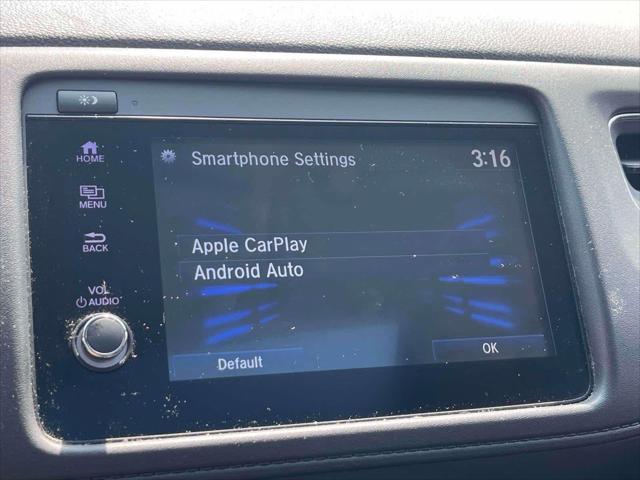 Smartphone Settings
3:16
HOME
MENU
BACK
VOL
AUDIO
Apple CarPlay
Android Auto
Default
OK